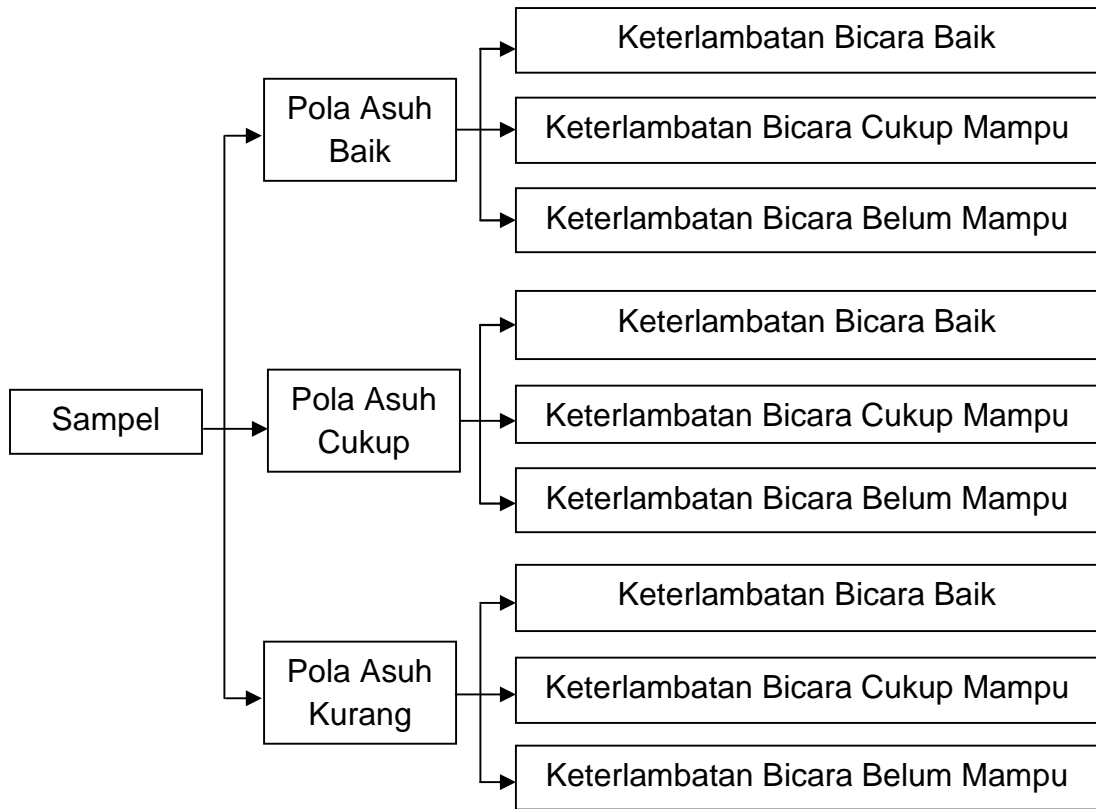 Keterlambatan Bicara Baik
Pola Asuh
Baik
Keterlambatan Bicara Cukup Mampu
Keterlambatan Bicara Belum Mampu
Keterlambatan Bicara Baik
Sampel
Pola Asuh
Cukup
Keterlambatan Bicara Cukup Mampu
Keterlambatan Bicara Belum Mampu
Keterlambatan Bicara Baik
Pola Asuh
Kurang
Keterlambatan Bicara Cukup Mampu
Keterlambatan Bicara Belum Mampu